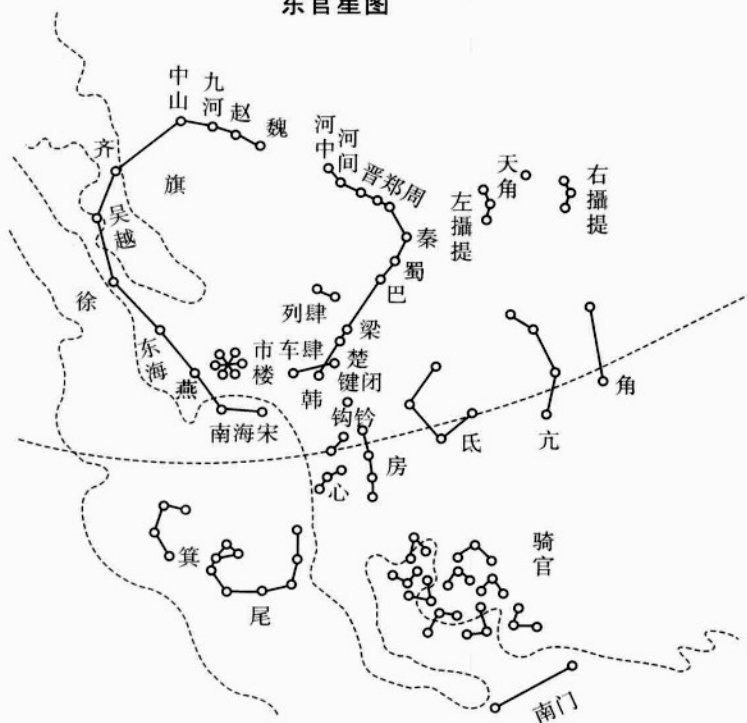 东官星图
中山
九河
赵
魏
齐
旗
吴越
徐
东海
燕
南海
宋
市楼
河中
河间
晋
郑
周
秦
蜀
巴
梁
楚
韩
列肆
车肆
天角
左攝提
右攝提
键闭
钩钤
房
心
氐
亢
角
箕
尾
骑官
南门